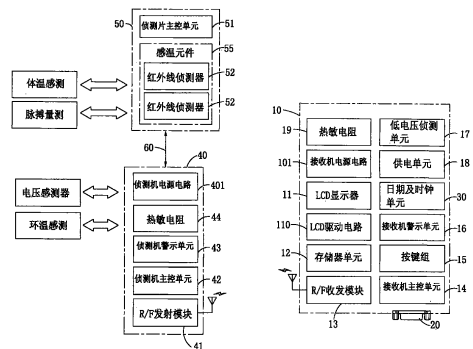 50
侦测片主控单元
51
感温元件
55
红外线侦测器
52
红外线侦测器
52
体温感测
脉搏量测
60
40
侦测机电源电路
401
热敏电阻
44
侦测机警示单元
43
侦测机主控单元
42
R/F发射模块
41
电压感测器
环温感测
10
热敏电阻
19
低电压侦测单元
17
接收机电源电路
101
供电单元
18
LCD显示器
11
日期及时钟单元
30
LCD驱动电路
110
接收机警示单元
16
存储器单元
12
按键组
15
R/F收发模块
13
接收机主控单元
14
20